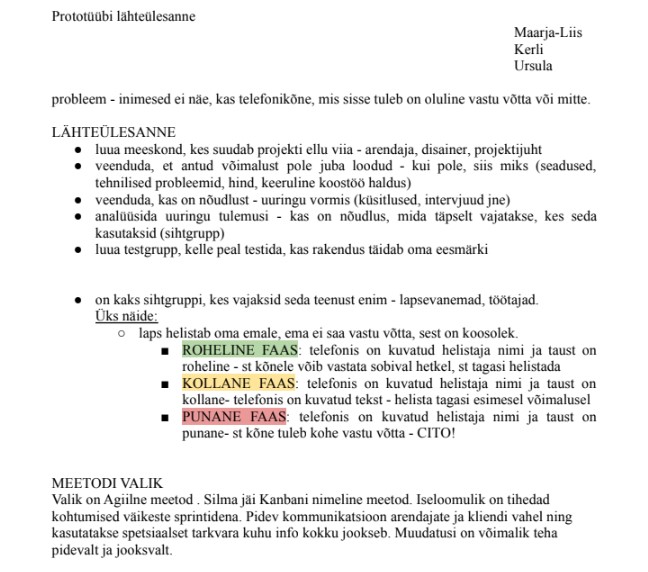 Prototüübi lähteülesanne
Maarja-Liis
Kerli
Ursula
probleem - inimesed ei näe, kas telefonikõne, mis sisse tuleb on oluline vastu võtta või mitte.
LÄHTEÜLESANNE
● luua meeskond, kes suudab projekti ellu viia - arendaja, disainer, projektijuht
● veenduda, et antud võimalust pole juba loodud - kui pole, siis miks (seadused,
tehnilised probleemid, hind, keeruline koostöö haldus)
● veenduda, kas on nõudlust - uuringu vormis (küsitlused, intervjuud jne)
● analüüsida uuringu tulemusi - kas on nõudlus, mida täpselt vajatakse, kes seda
kasutaksid (sihtgrupp)
● luua testgrupp, kelle peal testida, kas rakendus täidab oma eesmärki
● on kaks sihtgruppi, kes vajaksid seda teenust enim - lapsevanemad, töötajad.
Üks näide:
○ laps helistab oma emale, ema ei saa vastu võtta, sest on koosolek.
■ ROHELINE FAAS: telefonis on kuvatud helistaja nimi ja taust on
roheline - st kõnele võib vastata sobival hetkel, st tagasi helistada
■ KOLLANE FAAS: telefonis on kuvatud helistaja nimi ja taust on
kollane- telefonis on kuvatud tekst - helista tagasi esimesel võimalusel
■ PUNANE FAAS: telefonis on kuvatud helistaja nimi ja taust on
punane- st kõne tuleb kohe vastu võtta - CITO!
MEETODI VALIK
Valik on Agiilne meetod . Silma jäi Kanbani nimeline meetod. Iseloomulik on tihedad
kohtumised väikeste sprintidena. Pidev kommunikatsioon arendajate ja kliendi vahel ning
kasutatakse spetsiaalset tarkvara kuhu info kokku jookseb. Muudatusi on võimalik teha
pidevalt ja jooksvalt.